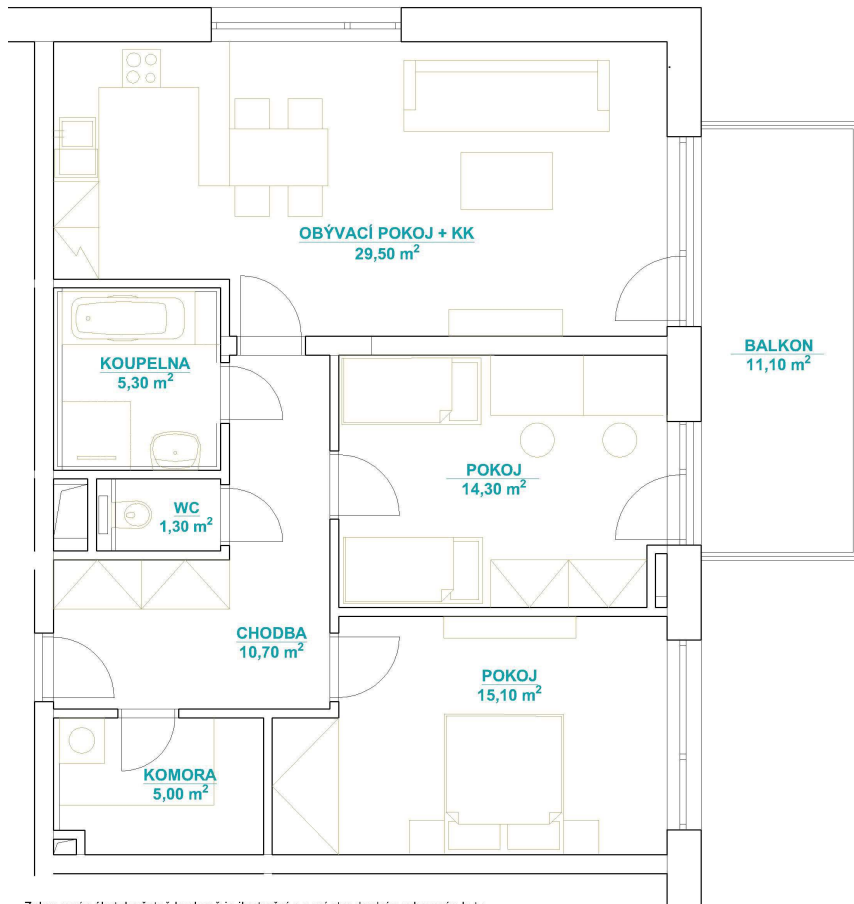 OBÝVACÍ POKOJ + KK
29,50 m²
KOUPELNA
5,30 m²
BALKON
11,10 m²
POKOJ
14,30 m²
WC
1,30 m²
CHODBA
10,70 m²
POKOJ
15,10 m²
KOMORA
5,00 m²